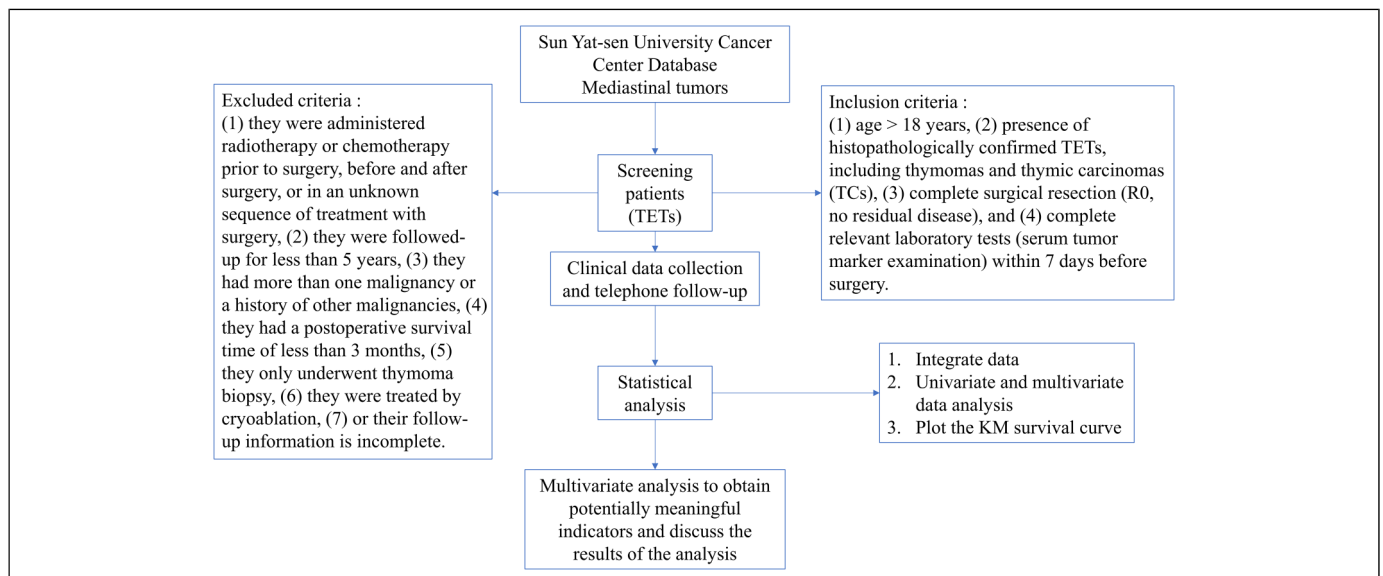 Sun Yat-sen University Cancer
Center Database
Mediastinal tumors
Excluded criteria :
(1) they were administered
radiotherapy or chemotherapy
prior to surgery, before and after
surgery, or in an unknown
sequence of treatment with
surgery, (2) they were followed-
up for less than 5 years, (3) they
had more than one malignancy or
a history of other malignancies, (4)
they had a postoperative survival
time of less than 3 months, (5)
they only underwent thymoma
biopsy, (6) they were treated by
cryoablation, (7) or their follow-
up information is incomplete.
Screening
patients
(TETs)
Inclusion criteria :
(1) age > 18 years, (2) presence of
histopathologically confirmed TETs,
including thymomas and thymic carcinomas
(TCs), (3) complete surgical resection (R0,
no residual disease), and (4) complete
relevant laboratory tests (serum tumor
marker examination) within 7 days before
surgery.
Clinical data collection
and telephone follow-up
Statistical
analysis
1. Integrate data
2. Univariate and multivariate
data analysis
3. Plot the KM survival curve
Multivariate analysis to obtain
potentially meaningful
indicators and discuss the
results of the analysis